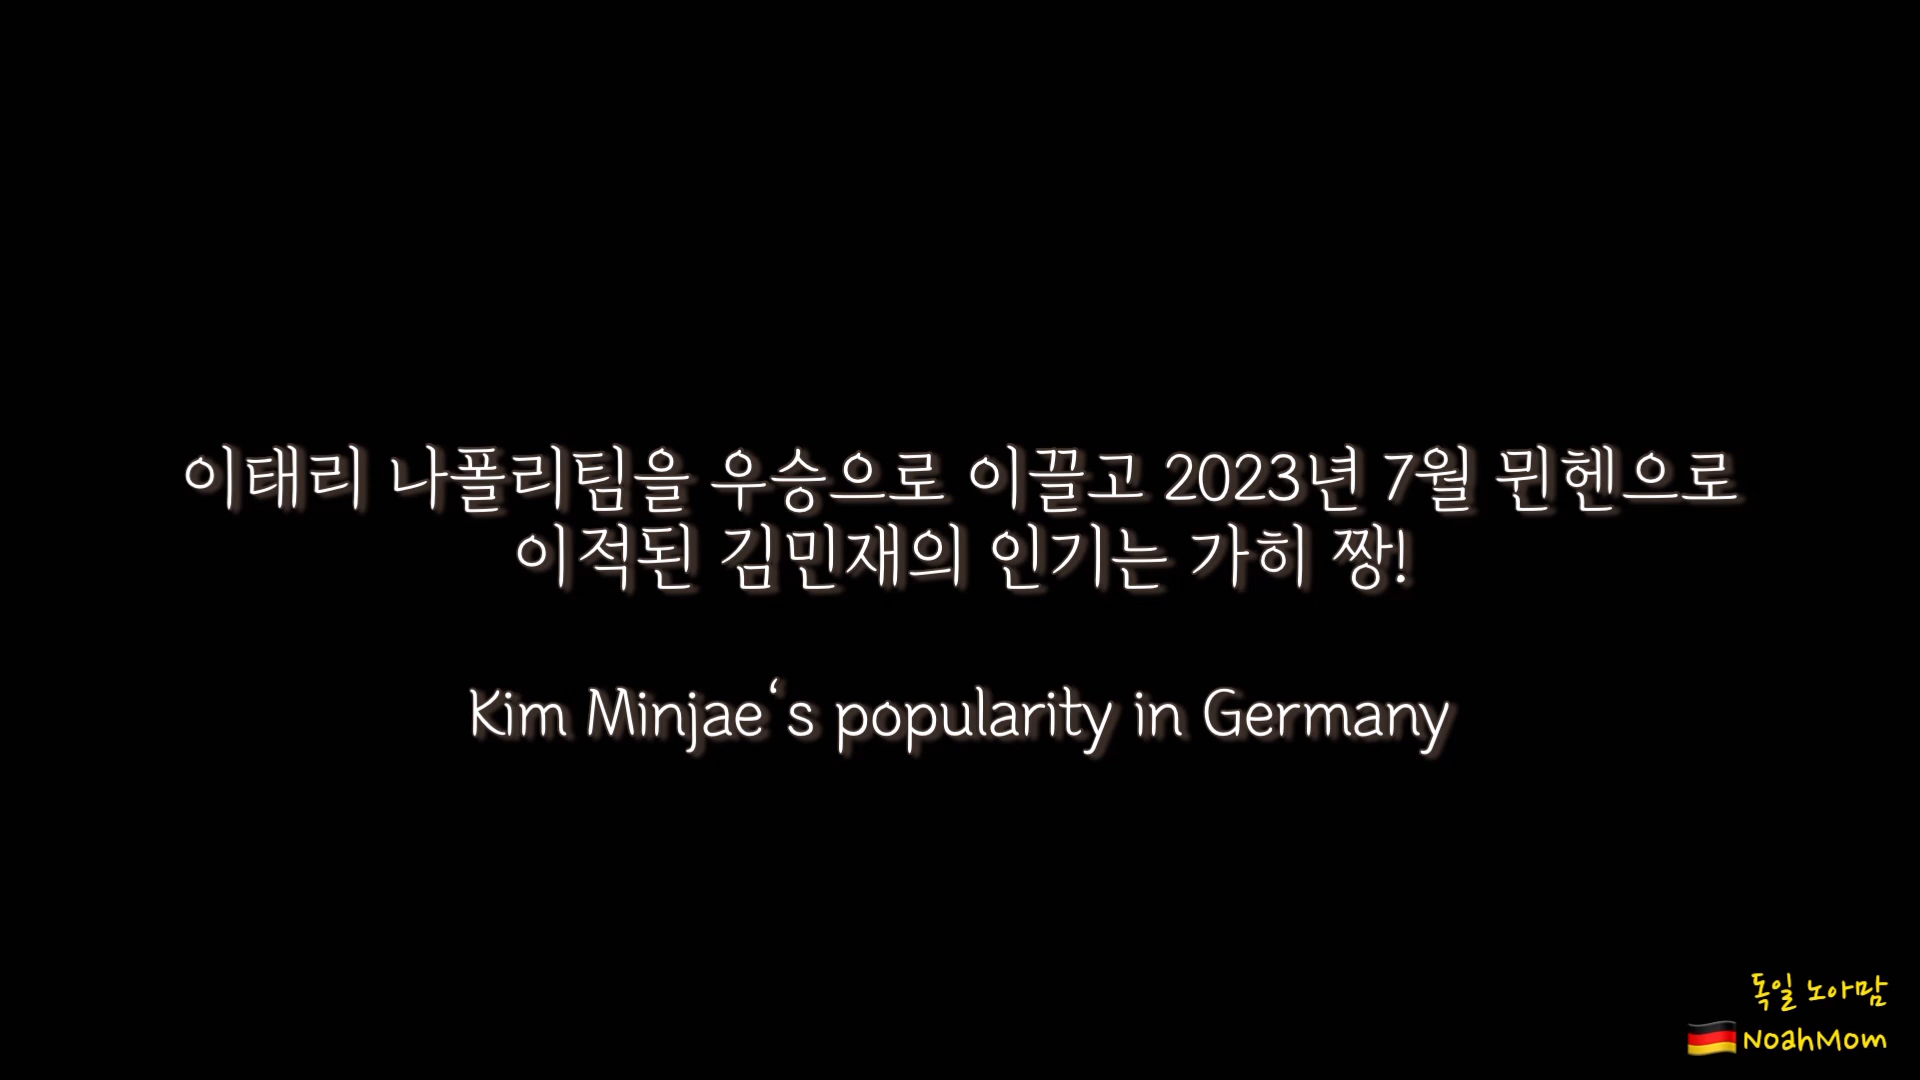 이태리 나폴리팀을 우승으로 이끌고 2023년 7월 뮌헨으로
이적된 김민재의 인기는 가히 짱!
Kim Minjae‘s popularity in Germany
독일 노아맘
NoahMom